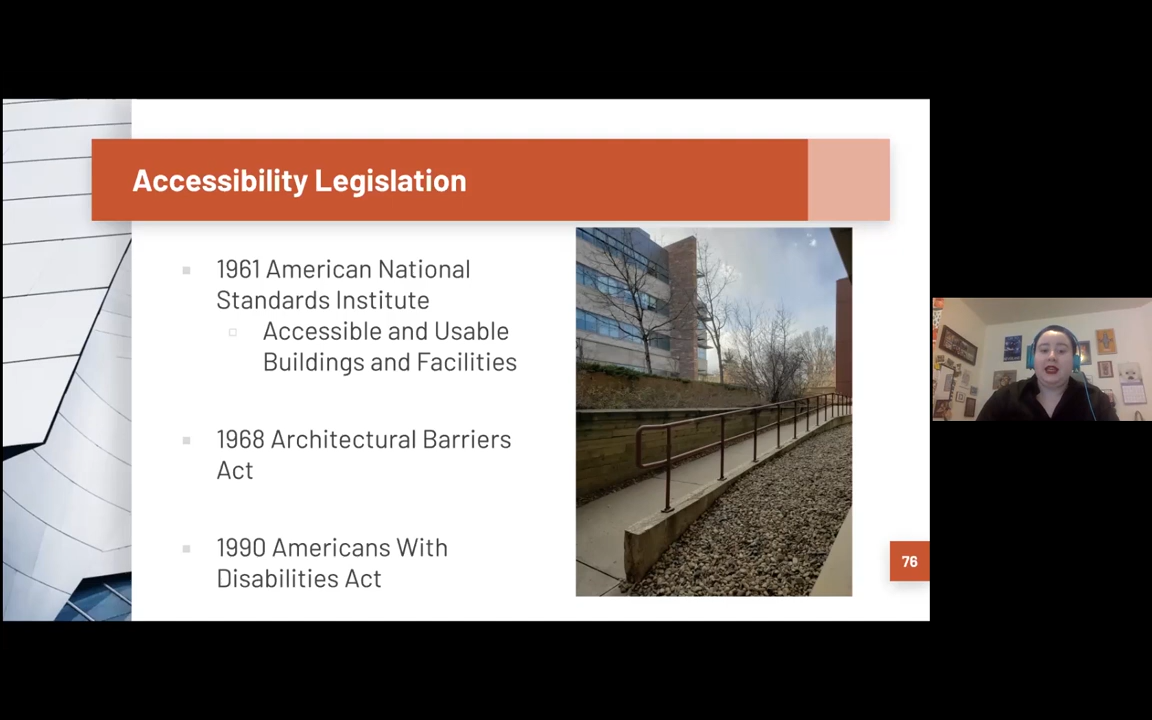 Accessibility Legislation
1961 American National
Standards Institute
Accessible and Usable
Buildings and Facilities
1968 Architectural Barriers
Act
1990 Americans With
Disabilities Act
76